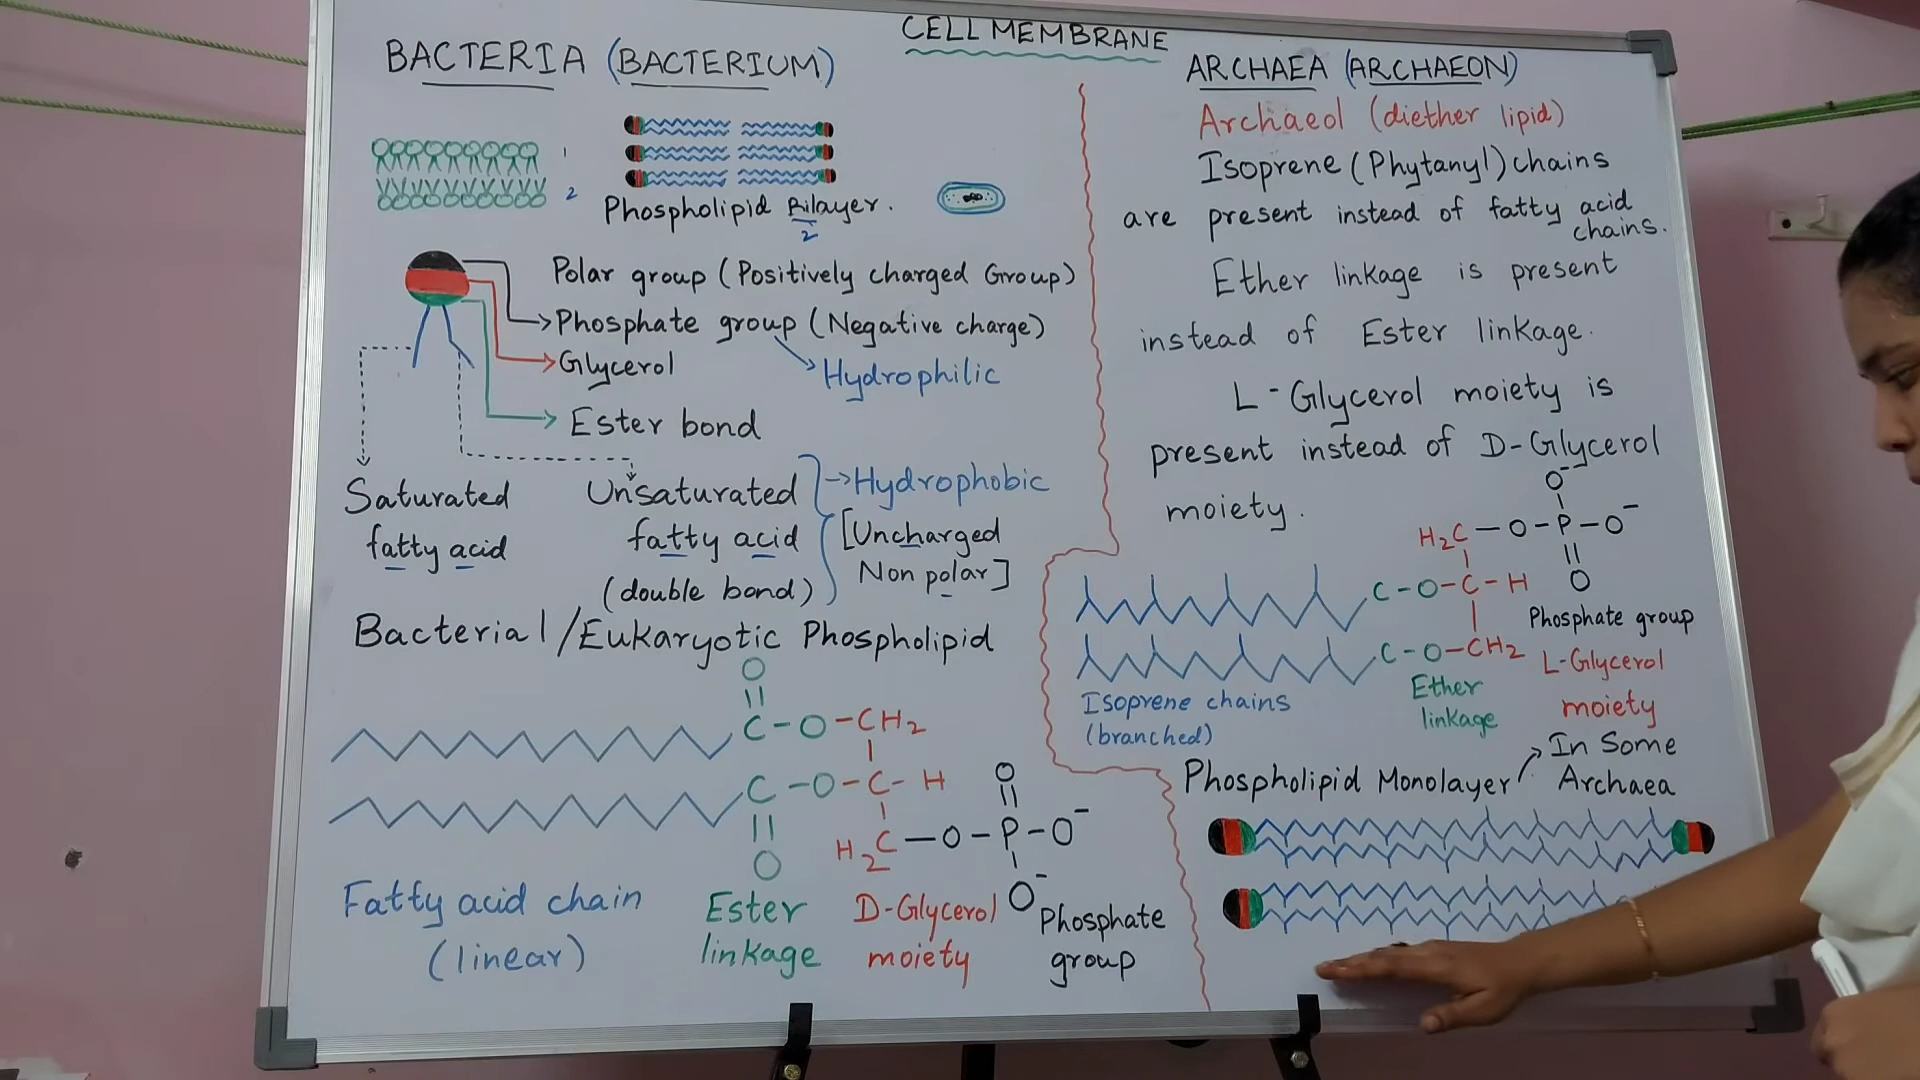 CELL MEMBRANE
BACTERIA (BACTERIUM)
1
2
Phospholipid Bilayer.
2
Polar group (Positively charged Group)
Phosphate group (Negative charge)
Hydrophilic
Glycerol
Ester bond
Saturated
fatty acid
Unsaturated
fatty acid
(double bond)
Hydrophobic
[Uncharged
Non polar]
Bacterial/Eukaryotic Phospholipid
O
C-O-CH2
C-O-C-H
O
O
H2C-O-P-O-
O-
Fatty acid chain
(linear)
Ester
linkage
D-Glycerol
moiety
Phosphate
group
ARCHAEA (ARCHAEON)
Archaeol (diether lipid)
Isoprene (Phytanyl) chains
are present instead of fatty acid
chains.
Ether linkage is present
instead of Ester linkage.
L-Glycerol moiety is
present instead of D-Glycerol
moiety.
O-
H2C-O-P-O-
O
C-O-C-H
C-O-CH2
Phosphate group
L-Glycerol
moiety
Ether
linkage
Isoprene chains
(branched)
Phospholipid Monolayer
In Some
Archaea